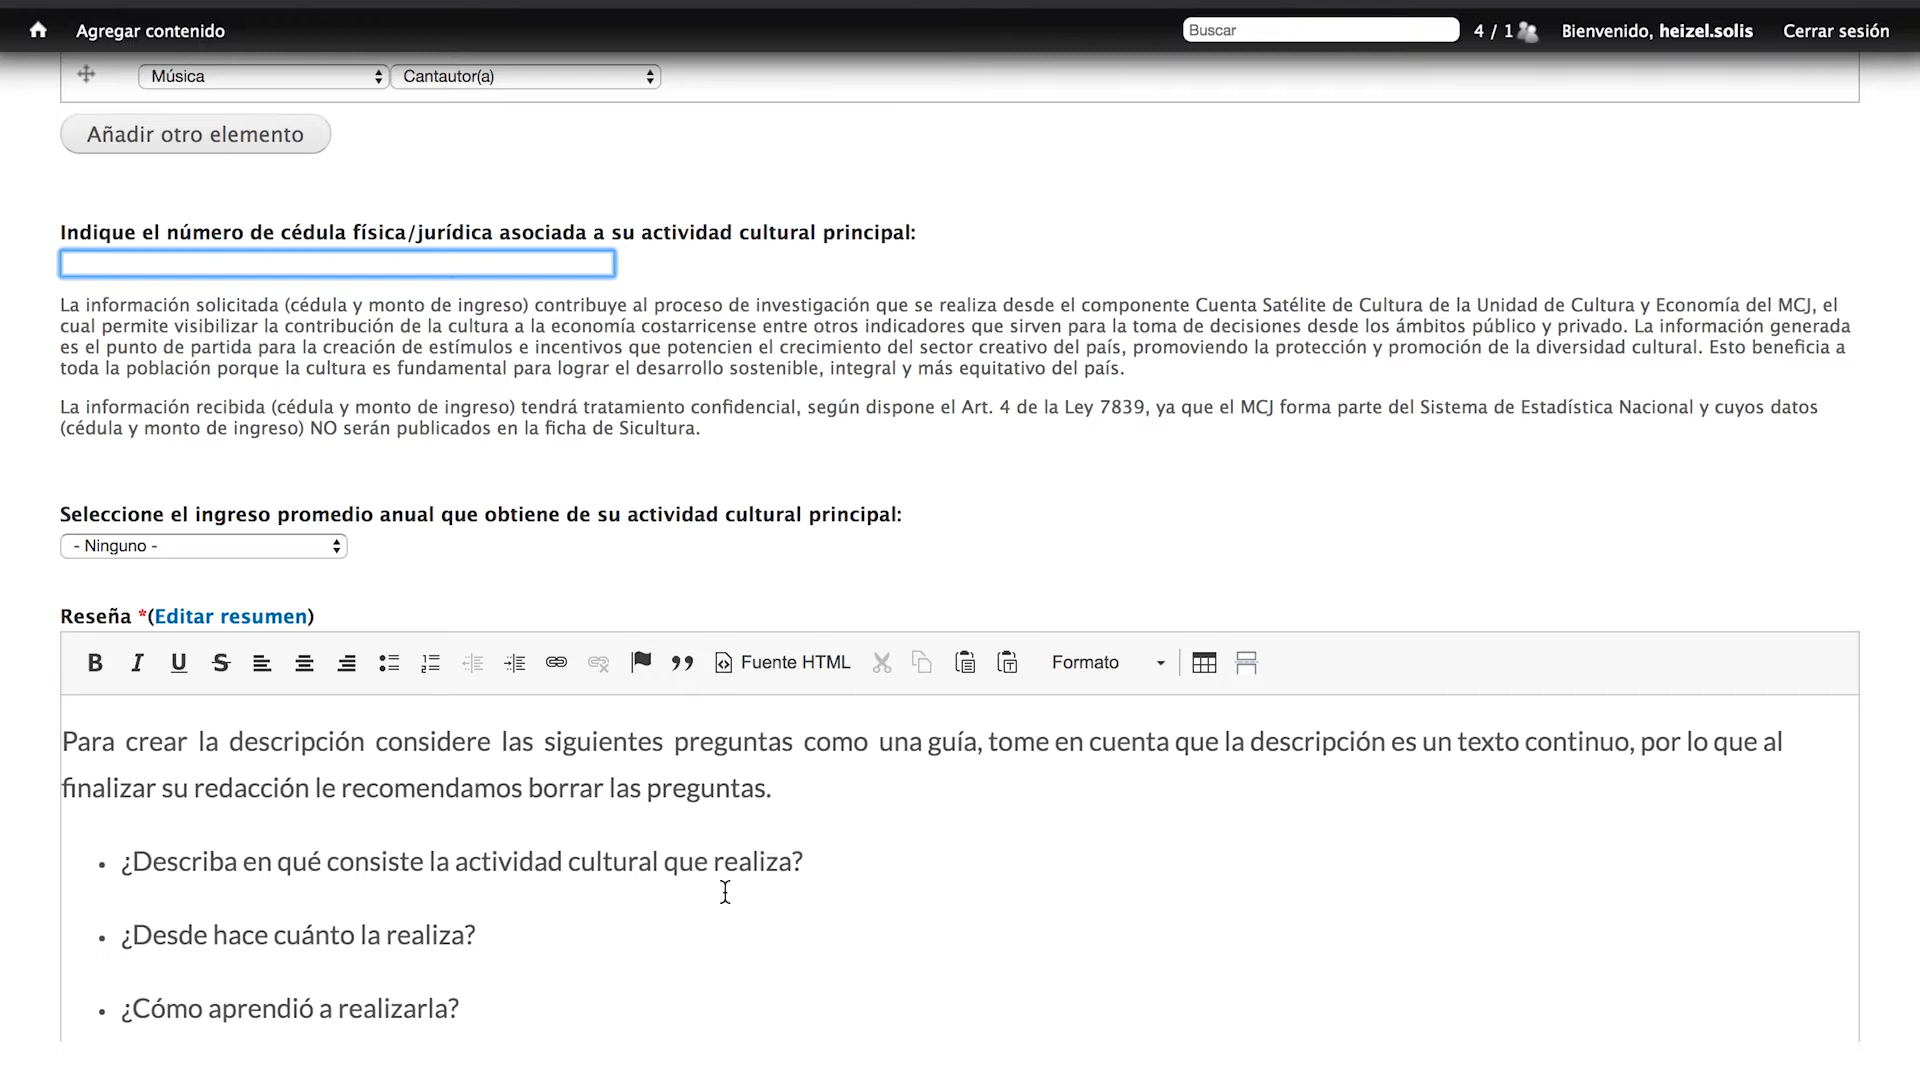 Agregar contenido
Buscar
4 / 1
Bienvenido, heizel.solis
Cerrar sesión
Música
Cantautor(a)
Añadir otro elemento
Indique el número de cédula física/jurídica asociada a su actividad cultural principal:
La información solicitada (cédula y monto de ingreso) contribuye al proceso de investigación que se realiza desde el componente Cuenta Satélite de Cultura de la Unidad de Cultura y Economía del MCJ, el
cual permite visibilizar la contribución de la cultura a la economía costarricense entre otros indicadores que sirven para la toma de decisiones desde los ámbitos público y privado. La información generada
es el punto de partida para la creación de estímulos e incentivos que potencien el crecimiento del sector creativo del país, promoviendo la protección y promoción de la diversidad cultural. Esto beneficia a
toda la población porque la cultura es fundamental para lograr el desarrollo sostenible, integral y más equitativo del país.
La información recibida (cédula y monto de ingreso) tendrá tratamiento confidencial, según dispone el Art. 4 de la Ley 7839, ya que el MCJ forma parte del Sistema de Estadística Nacional y cuyos datos
(cédula y monto de ingreso) NO serán publicados en la ficha de Sicultura.
Seleccione el ingreso promedio anual que obtiene de su actividad cultural principal:
- Ninguno -
Reseña *(Editar resumen)
B I U S Fuente HTML Formato
Para crear la descripción considere las siguientes preguntas como una guía, tome en cuenta que la descripción es un texto continuo, por lo que al
finalizar su redacción le recomendamos borrar las preguntas.
• ¿Describa en qué consiste la actividad cultural que realiza?
• ¿Desde hace cuánto la realiza?
• ¿Cómo aprendió a realizarla?